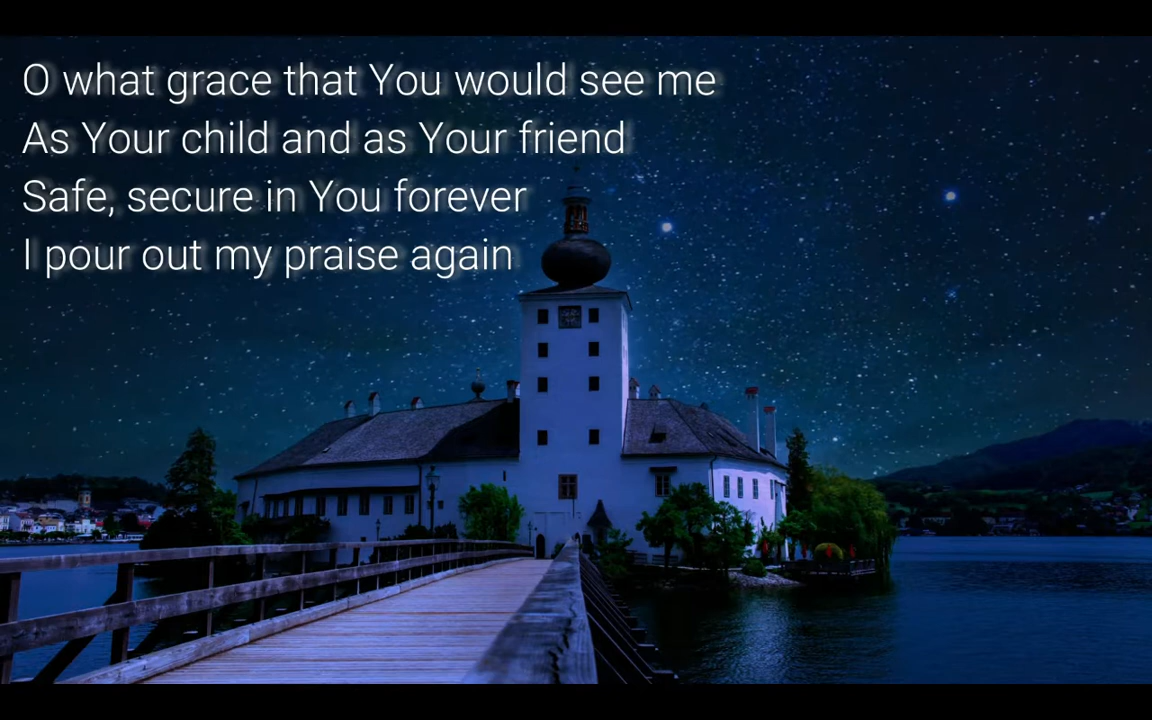 O what grace that You would see me
As Your child and as Your friend
Safe, secure in You forever
I pour out my praise again